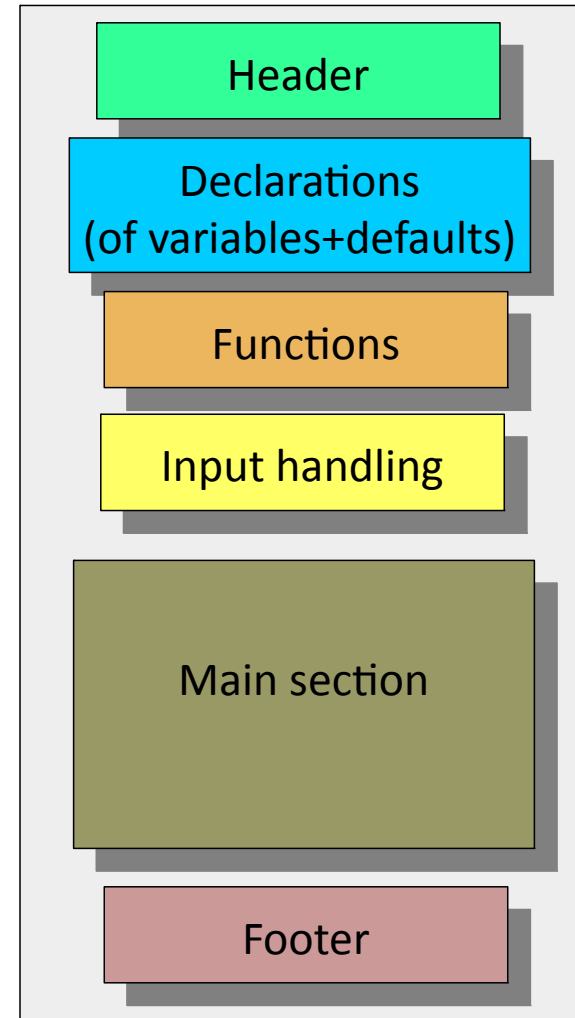 Header
Declarations
(of variables+defaults)
Functions
Input handling
Main section
Footer